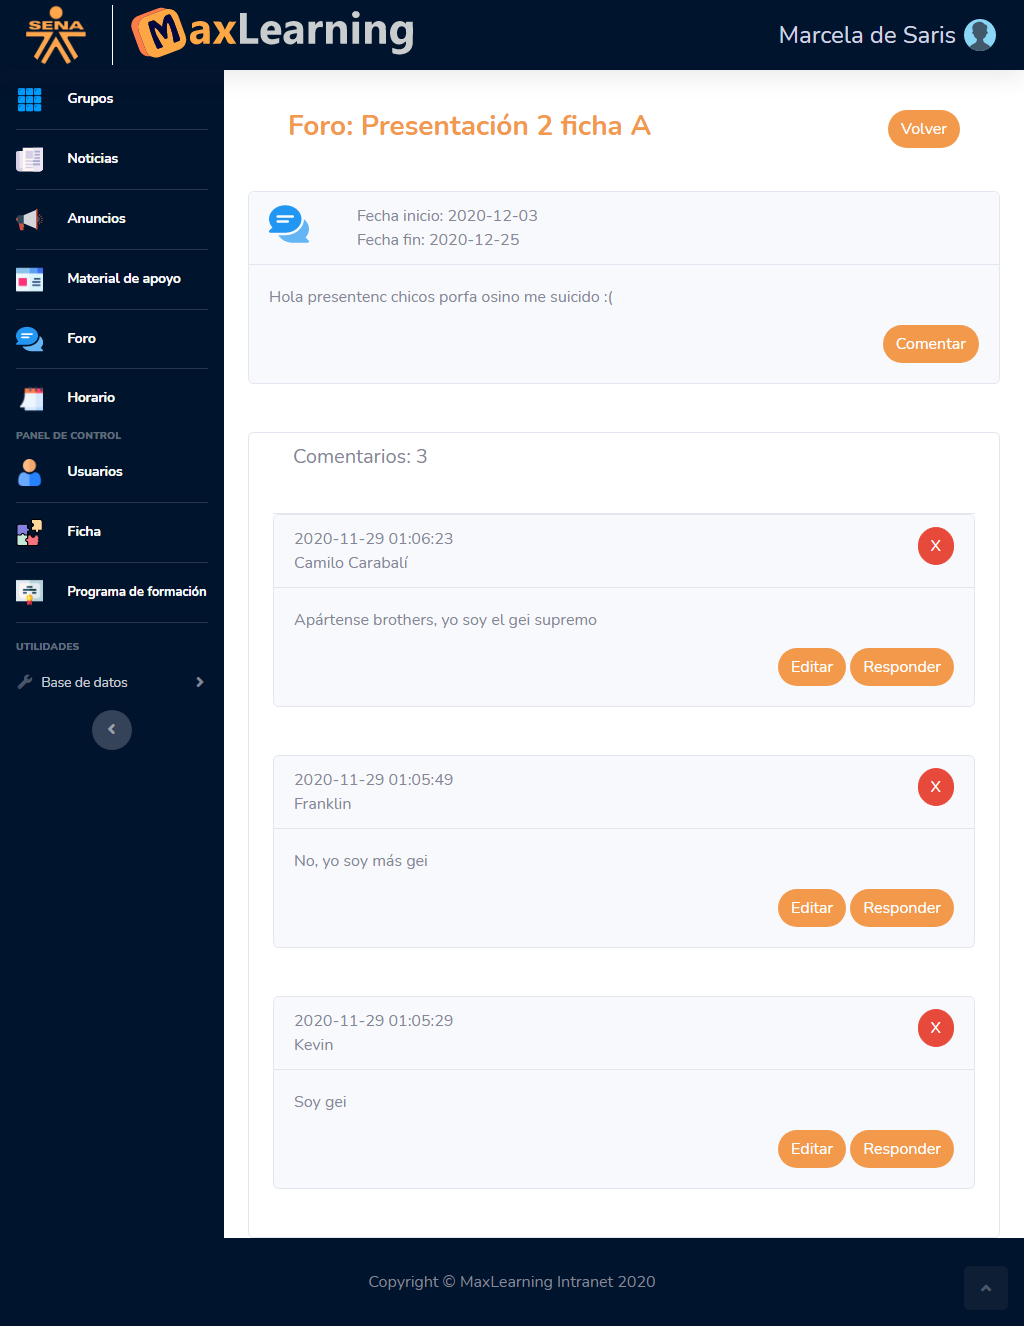 SENA
MaxLearning
Marcela de Saris
Grupos
Noticias
Anuncios
Material de apoyo
Foro
Horario
PANEL DE CONTROL
Usuarios
Ficha
Programa de formación
UTILIDADES
Base de datos
Foro: Presentación 2 ficha A
Volver
Fecha inicio: 2020-12-03
Fecha fin: 2020-12-25
Hola presentenc chicos porfa osino me suicido :(
Comentar
Comentarios: 3
2020-11-29 01:06:23
X
Camilo Carabalí
Apártense brothers, yo soy el gei supremo
Editar Responder
2020-11-29 01:05:49
X
Franklin
No, yo soy más gei
Editar Responder
2020-11-29 01:05:29
X
Kevin
Soy gei
Editar Responder
Copyright © MaxLearning Intranet 2020